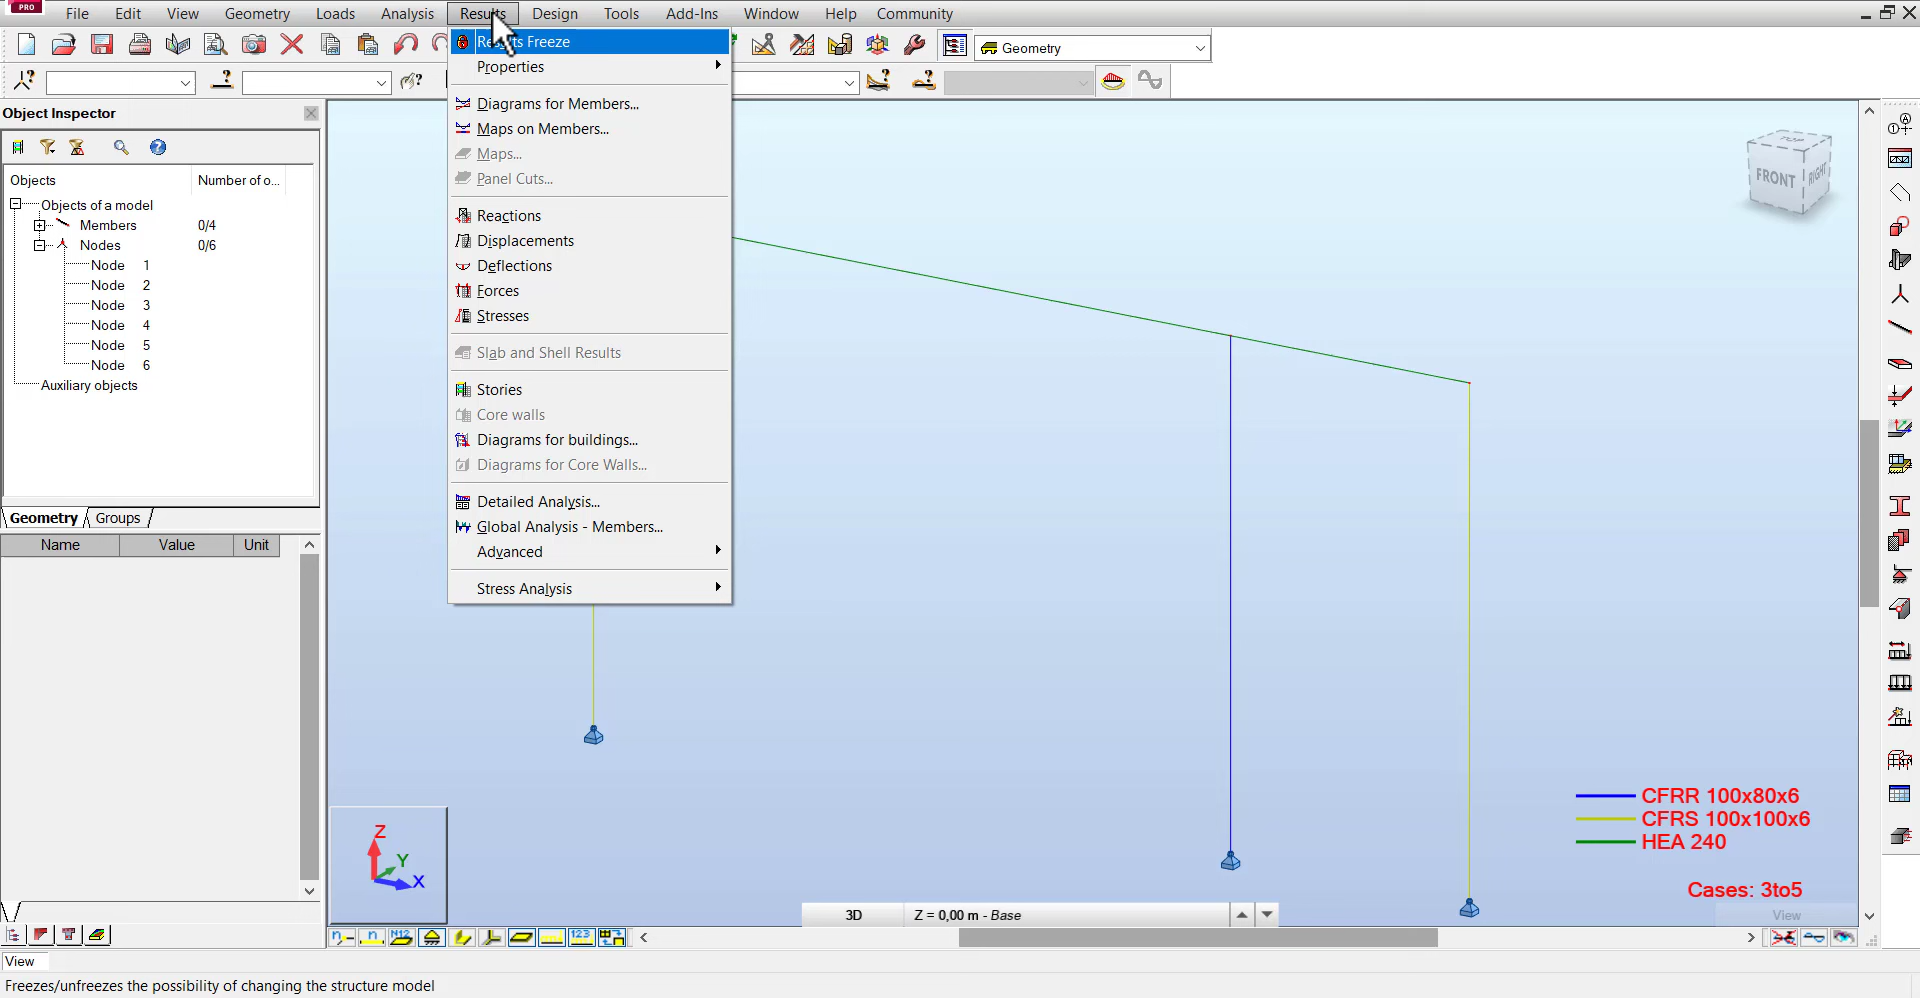 PRO
File Edit View Geometry Loads Analysis Results Design Tools Add-Ins Window Help Community
Geometry
Object Inspector
Objects Number of o...
Objects of a model
Members 0/4
Nodes 0/6
Node 1
Node 2
Node 3
Node 4
Node 5
Node 6
Auxiliary objects
Geometry Groups
Name Value Unit
Results Freeze
Properties
Diagrams for Members...
Maps on Members...
Maps...
Panel Cuts...
Reactions
Displacements
Deflections
Forces
Stresses
Slab and Shell Results
Stories
Core walls
Diagrams for buildings...
Diagrams for Core Walls...
Detailed Analysis...
Global Analysis - Members...
Advanced
Stress Analysis
TOP
FRONT
RIGHT
CFRR 100x80x6
CFRS 100x100x6
HEA 240
Cases: 3to5
View
Z
Y
X
3D Z = 0,00 m - Base
View
Freezes/unfreezes the possibility of changing the structure model